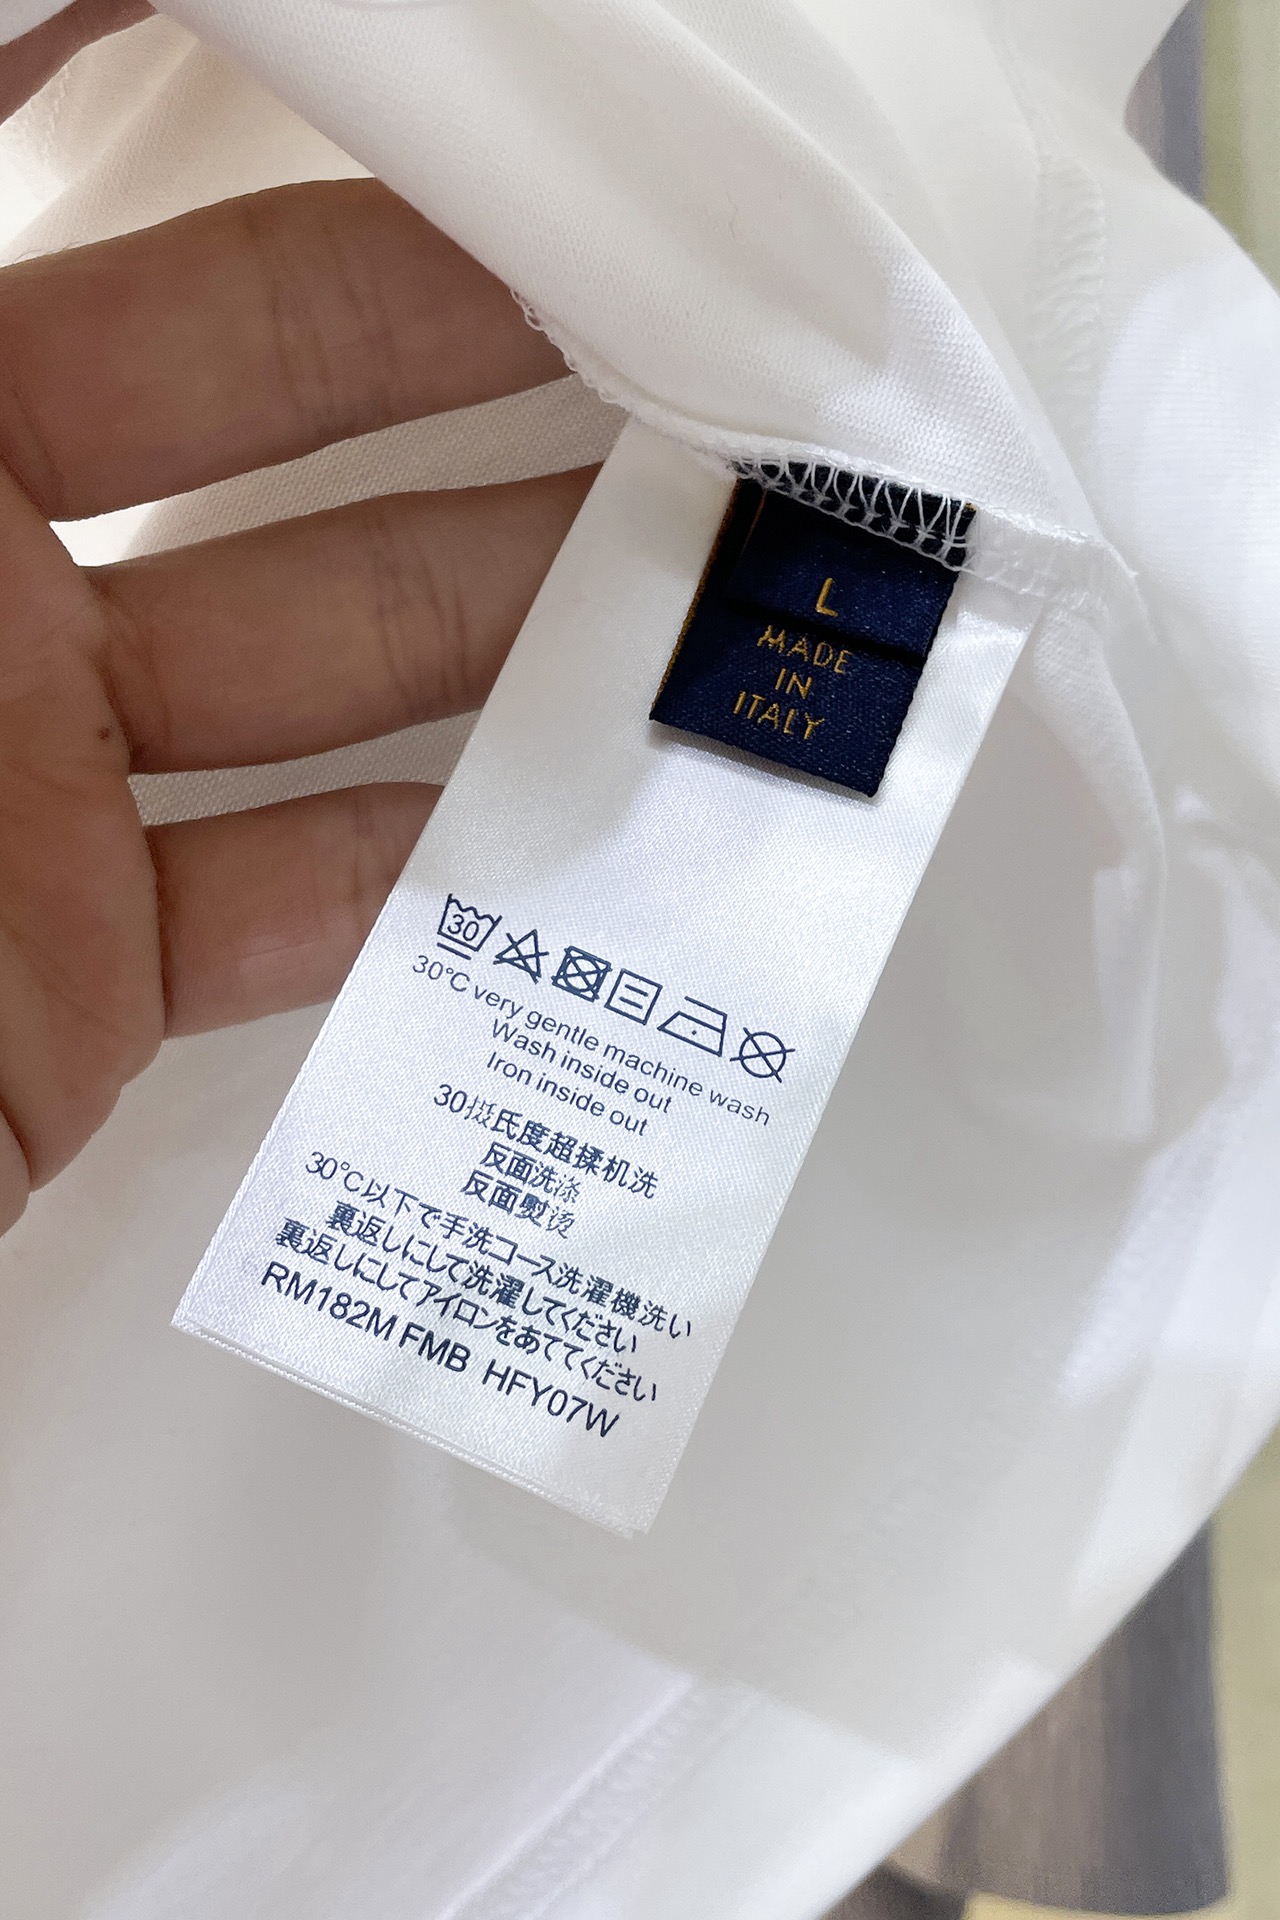 L
MADE
IN
ITALY
30
30°C very gentle machine wash
Wash inside out
Iron inside out
30摄氏度超揉机洗
反面洗涤
反面熨烫
30°C以下で手洗コース洗濯機洗い
裏返しにして洗濯してください
裏返しにしてアイロンをあててください
RM182M FMB HFY07W